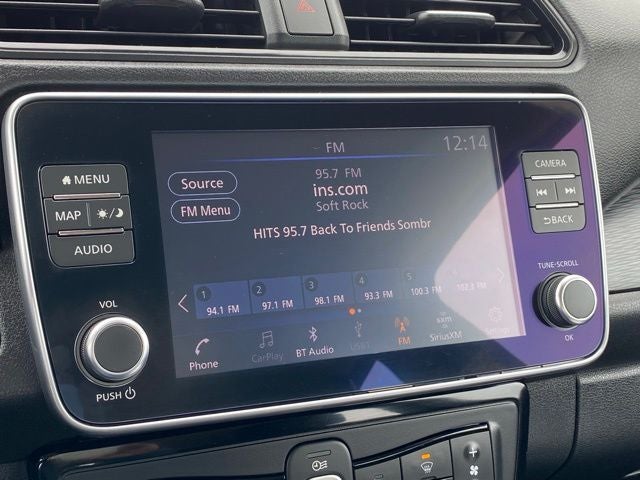 FM
12:14
95.7 FM
ins.com
Soft Rock
HITS 95.7 Back To Friends Sombr
Source
FM Menu
1 94.1 FM
2 97.1 FM
3 98.1 FM
4 93.3 FM
5 100.3 FM
102.3 FM
Phone
CarPlay
BT Audio
USB1
FM
SiriusXM
Settings
MENU
MAP
AUDIO
VOL
PUSH
CAMERA
BACK
TUNE·SCROLL
OK